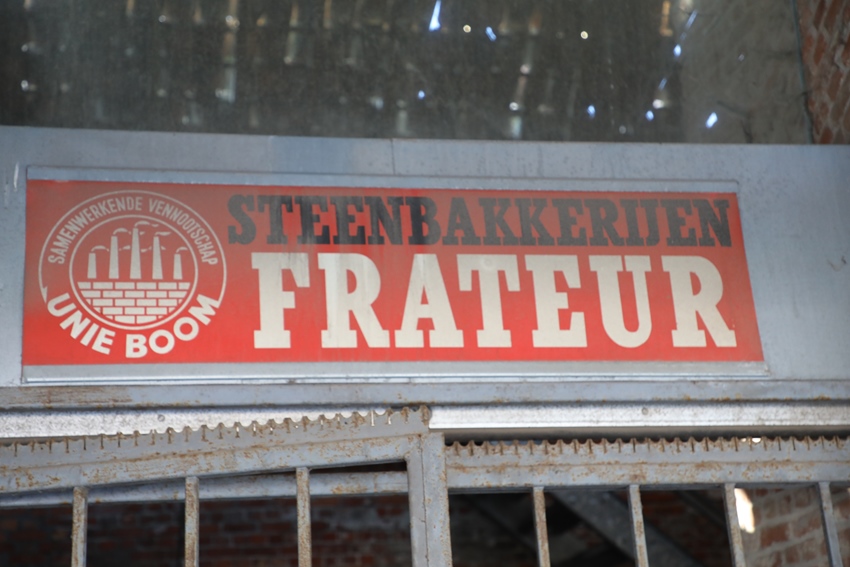 SAMENWERKENDE VENNOOTSCHAP
UNIE BOOM
STEENBAKKERIJEN
FRATEUR